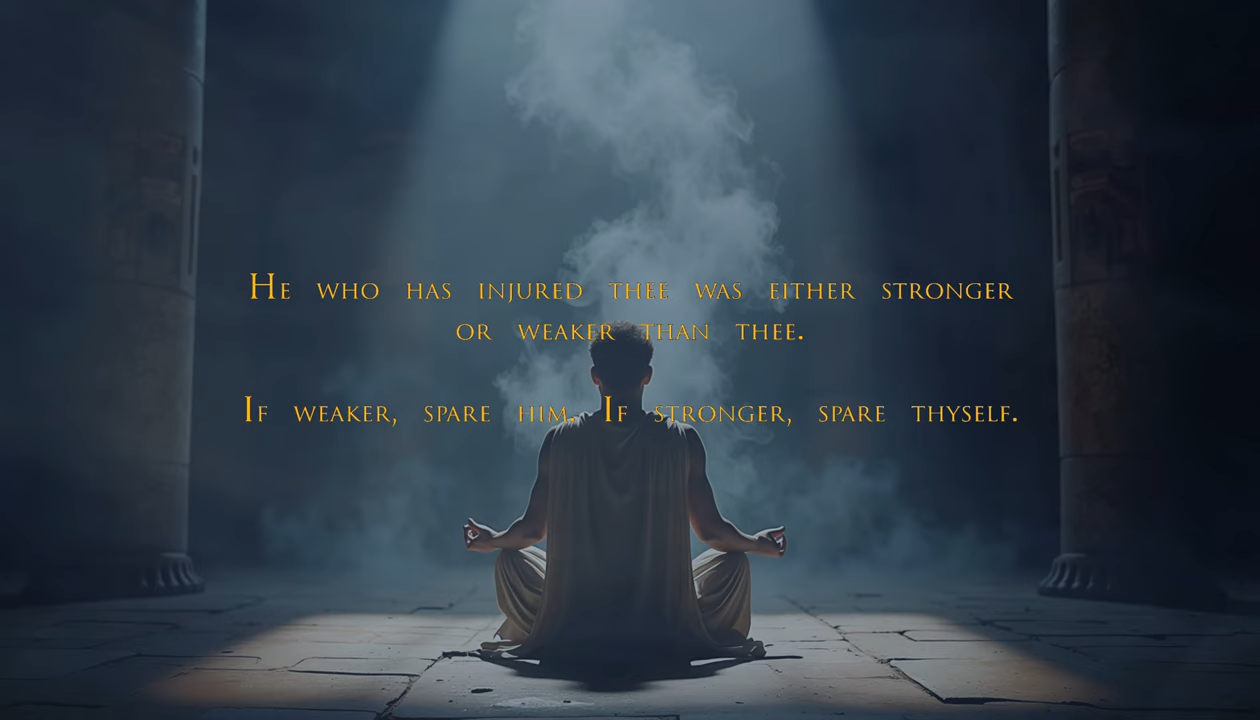 He who has injured thee was either stronger
or weaker than thee.
If weaker, spare him. If stronger, spare thyself.